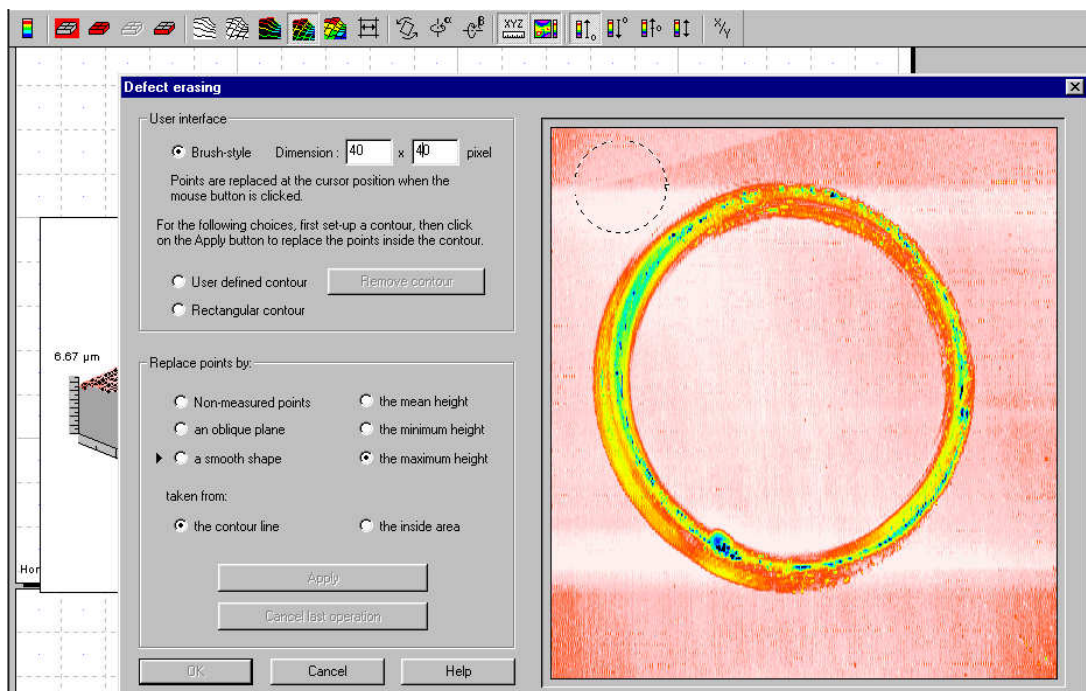 XYZ
α
β
X/Y
Defect erasing
User interface
Brush-style Dimension : 40 x 40 pixel
Points are replaced at the cursor position when the
mouse button is clicked.
For the following choices, first set-up a contour, then click
on the Apply button to replace the points inside the contour.
User defined contour Remove contour
Rectangular contour
6.67 µm
Replace points by:
Non-measured points the mean height
an oblique plane the minimum height
a smooth shape the maximum height
taken from:
the contour line the inside area
Hor
Apply
Cancel last operation
OK Cancel Help